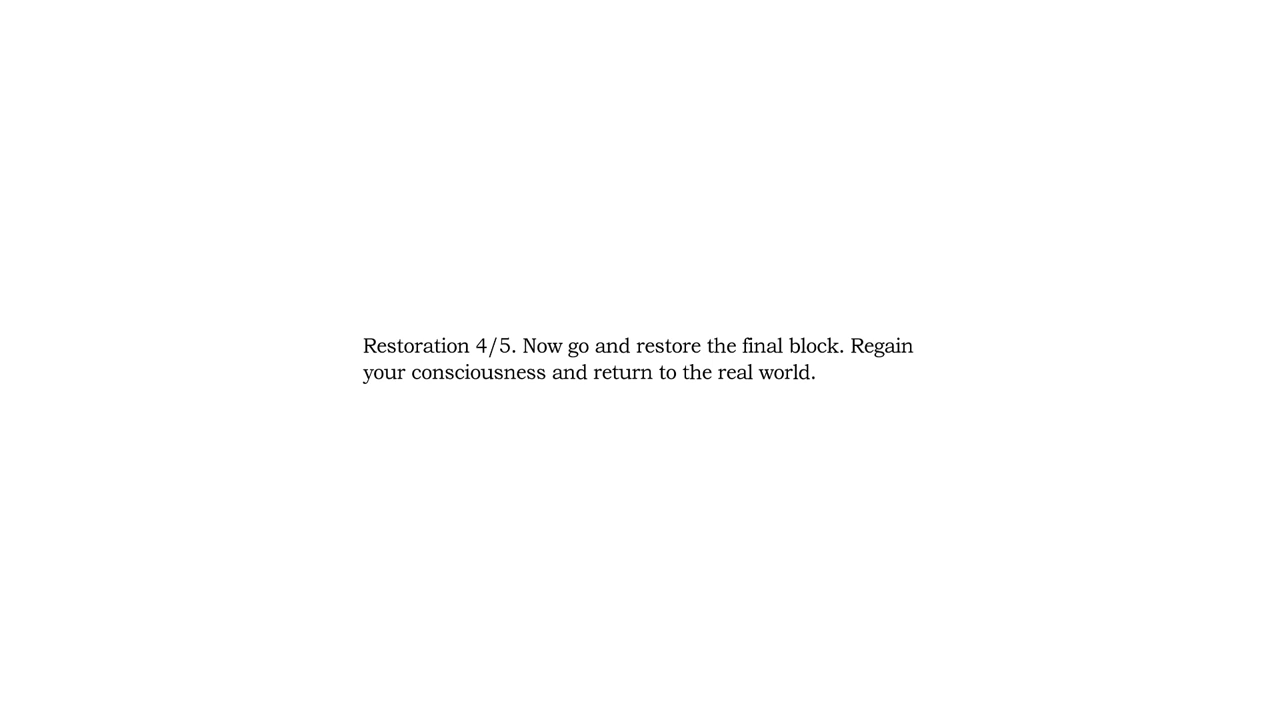 Restoration 4/5. Now go and restore the final block. Regain
your consciousness and return to the real world.